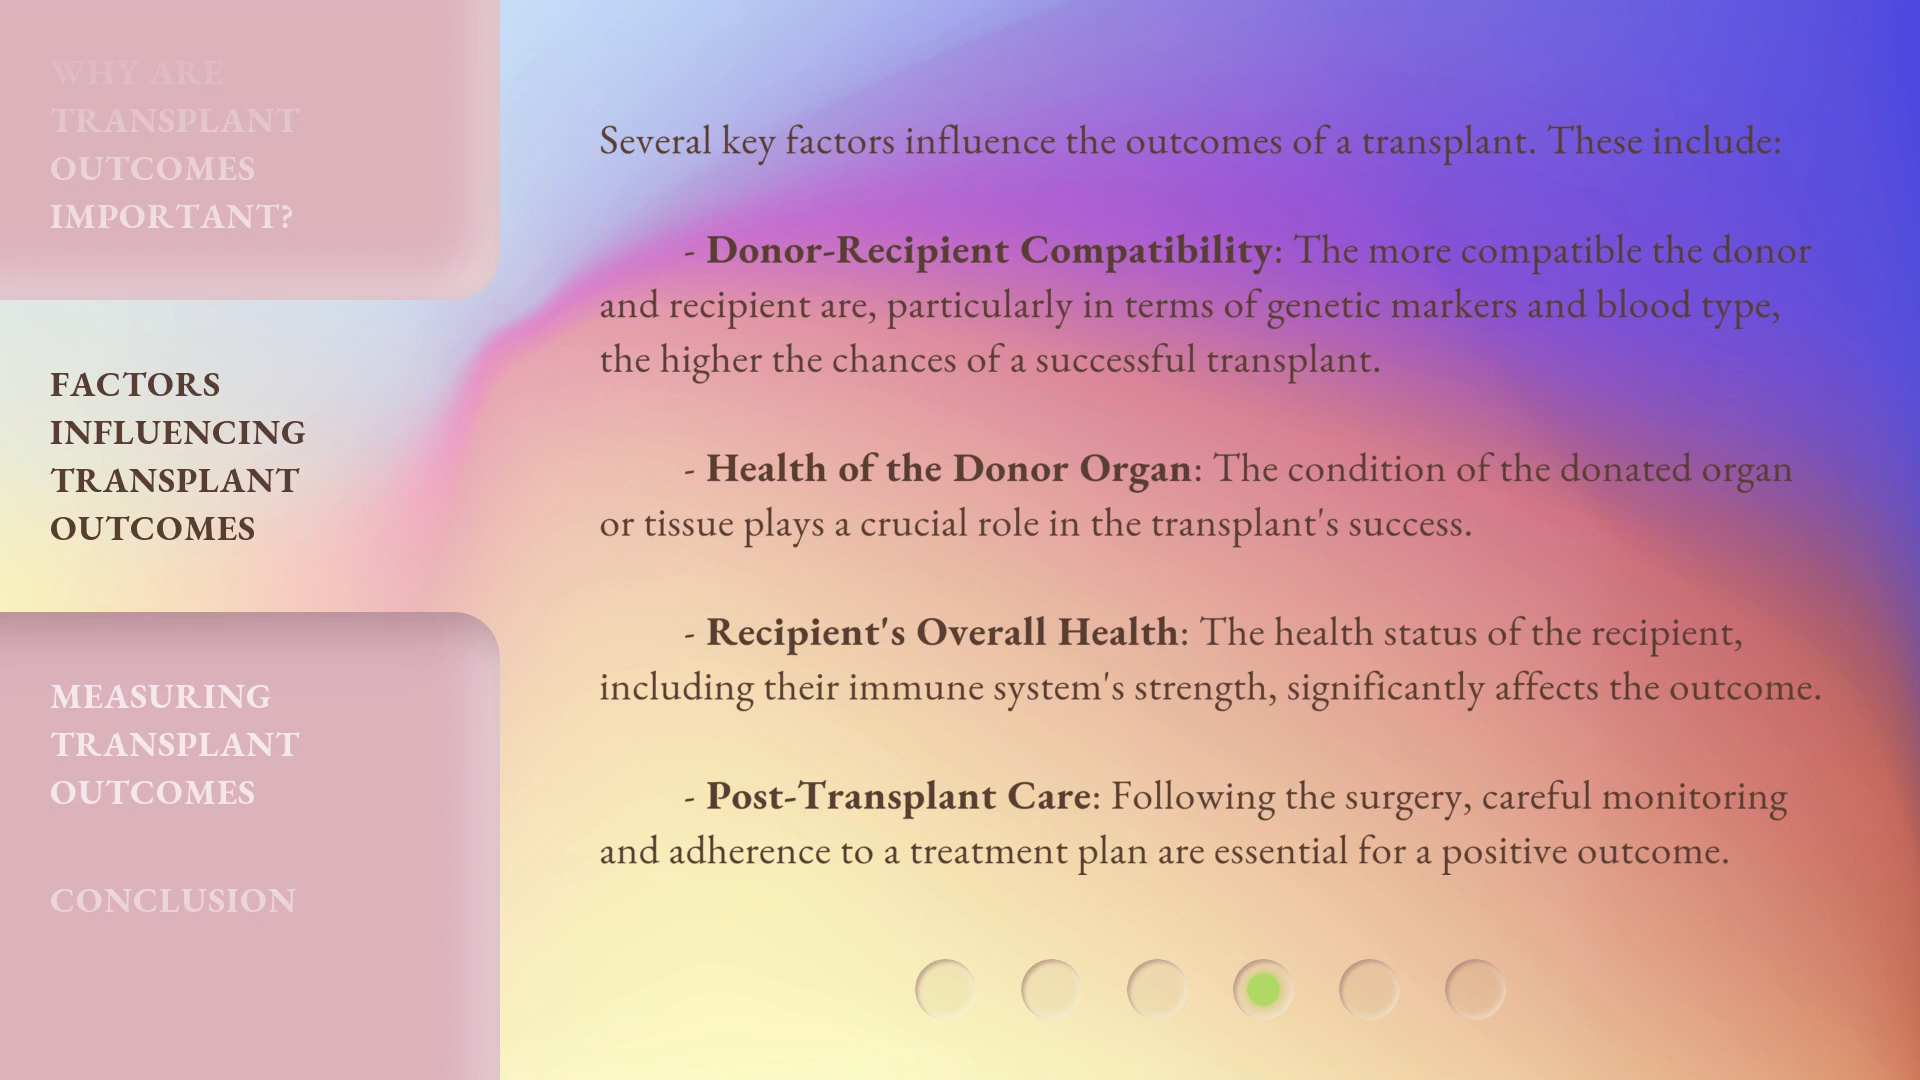 WHY ARE
TRANSPLANT
OUTCOMES
IMPORTANT?
FACTORS
INFLUENCING
TRANSPLANT
OUTCOMES
MEASURING
TRANSPLANT
OUTCOMES
CONCLUSION
Several key factors influence the outcomes of a transplant. These include:
- Donor-Recipient Compatibility: The more compatible the donor
and recipient are, particularly in terms of genetic markers and blood type,
the higher the chances of a successful transplant.
- Health of the Donor Organ: The condition of the donated organ
or tissue plays a crucial role in the transplant's success.
- Recipient's Overall Health: The health status of the recipient,
including their immune system's strength, significantly affects the outcome.
- Post-Transplant Care: Following the surgery, careful monitoring
and adherence to a treatment plan are essential for a positive outcome.